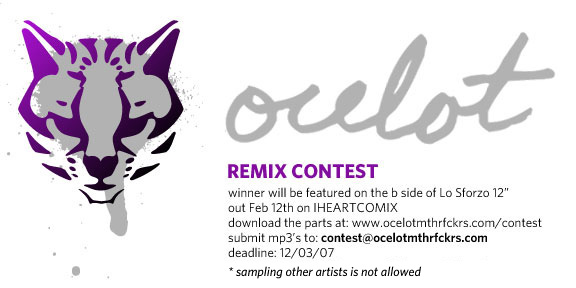 ocelot
REMIX CONTEST
winner will be featured on the b side of Lo Sforzo 12”
out Feb 12th on IHEARTCOMIX
download the parts at: www.ocelotmthrfckrs.com/contest
submit mp3's to: contest@ocelotmthrfckrs.com
deadline: 12/03/07
* sampling other artists is not allowed